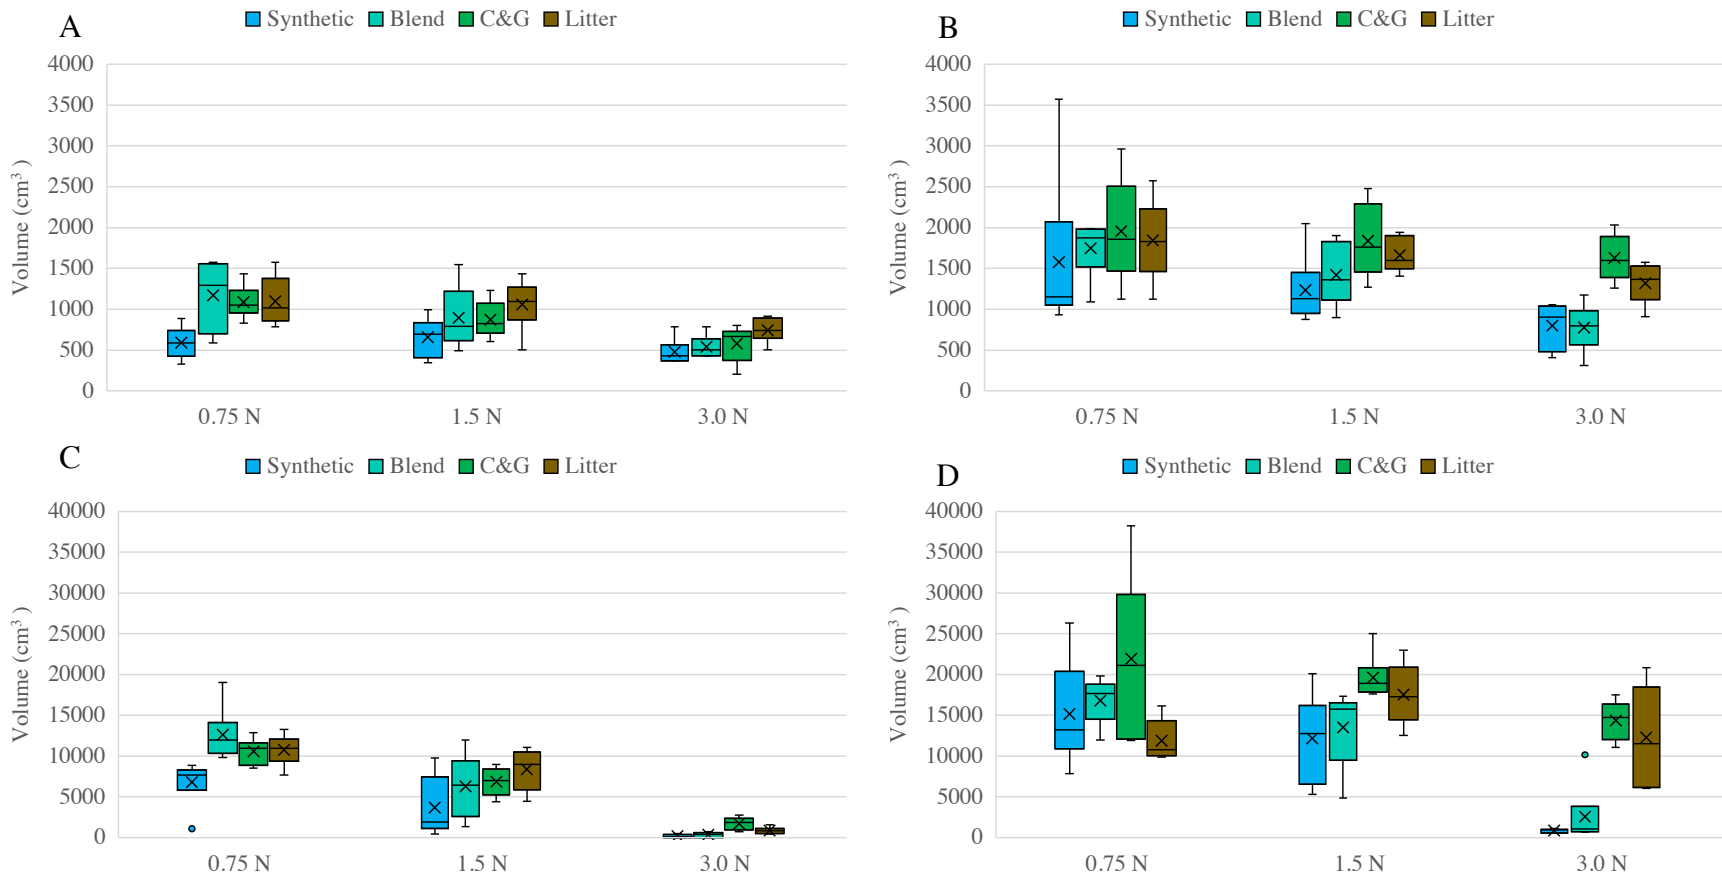 A
Synthetic Blend C&G Litter
4000
3500
3000
2500
2000
1500
1000
500
0
Volume (cm³ )
0.75 N 1.5 N 3.0 N
B
Synthetic Blend C&G Litter
4000
3500
3000
2500
2000
1500
1000
500
0
Volume (cm³ )
0.75 N 1.5 N 3.0 N
C
Synthetic Blend C&G Litter
40000
35000
30000
25000
20000
15000
10000
5000
0
Volume (cm³ )
0.75 N 1.5 N 3.0 N
D
Synthetic Blend C&G Litter
40000
35000
30000
25000
20000
15000
10000
5000
0
Volume (cm³ )
0.75 N 1.5 N 3.0 N